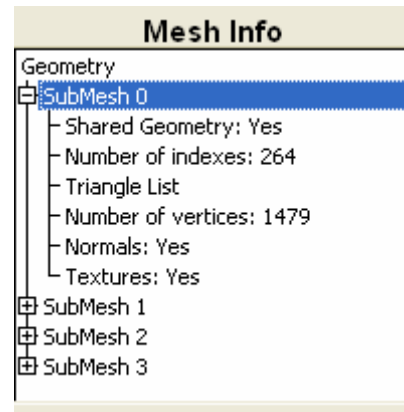 Mesh Info
Geometry
SubMesh 0
Shared Geometry: Yes
Number of indexes: 264
Triangle List
Number of vertices: 1479
Normals: Yes
Textures: Yes
SubMesh 1
SubMesh 2
SubMesh 3